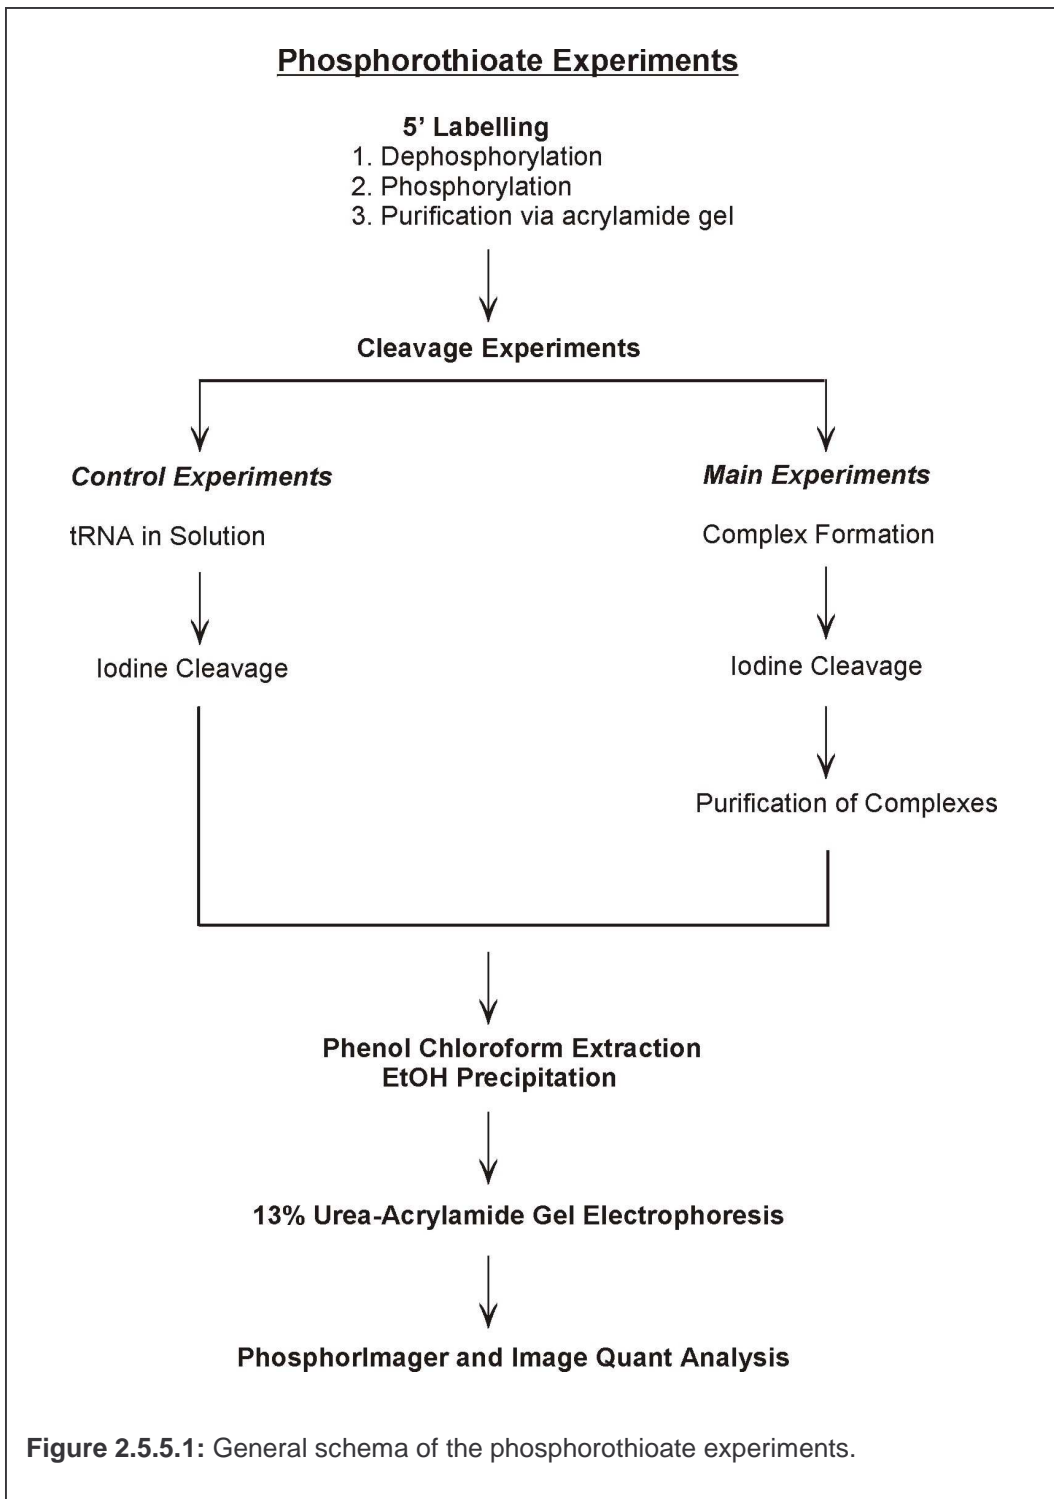 Phosphorothioate Experiments
5’ Labelling
1. Dephosphorylation
2. Phosphorylation
3. Purification via acrylamide gel
Cleavage Experiments
Control Experiments
tRNA in Solution
Iodine Cleavage
Main Experiments
Complex Formation
Iodine Cleavage
Purification of Complexes
Phenol Chloroform Extraction
EtOH Precipitation
13% Urea-Acrylamide Gel Electrophoresis
PhosphorImager and Image Quant Analysis
Figure 2.5.5.1: General schema of the phosphorothioate experiments.